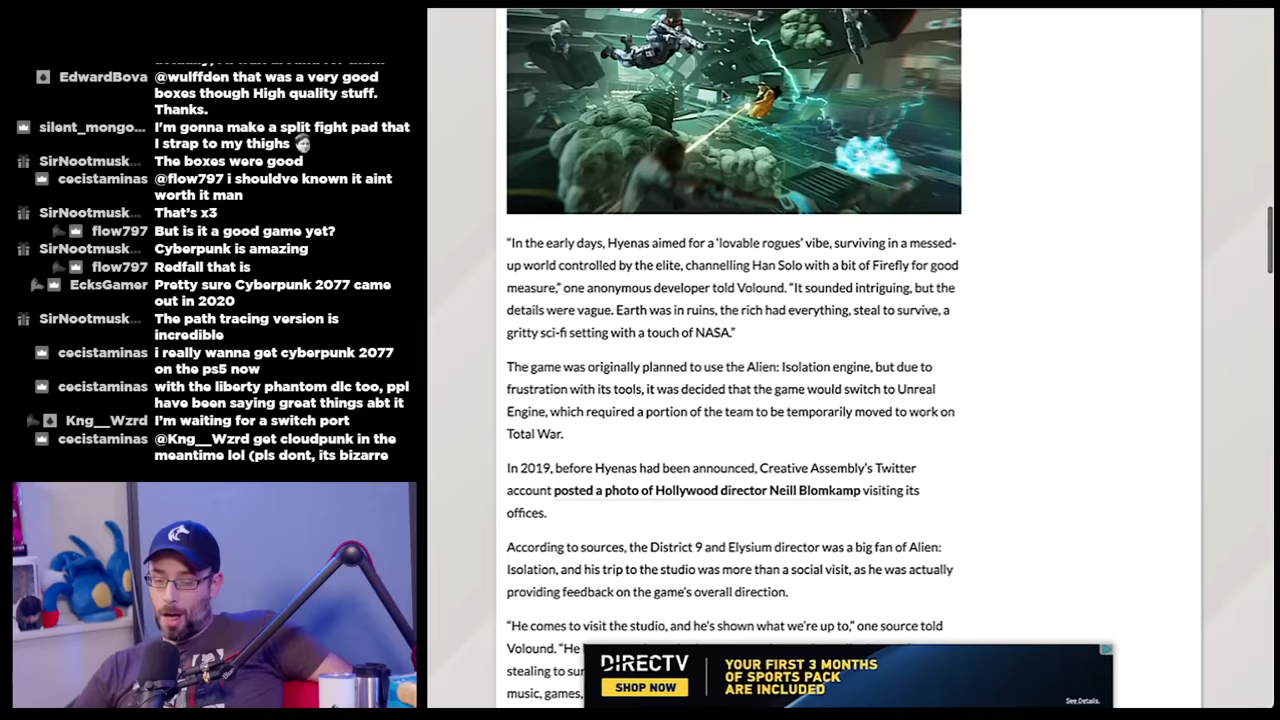 EdwardBova @wulffden that was a very good
boxes though High quality stuff.
Thanks.
silent_mongo... I'm gonna make a split fight pad that
I strap to my thighs
SirNootmusk... The boxes were good
cecistaminas @flow797 i shouldve known it aint
worth it man
SirNootmusk... That's x3
flow797 But is it a good game yet?
SirNootmusk... Cyberpunk is amazing
flow797 Redfall that is
EcksGamer Pretty sure Cyberpunk 2077 came
out in 2020
SirNootmusk... The path tracing version is
incredible
cecistaminas i really wanna get cyberpunk 2077
on the ps5 now
cecistaminas with the liberty phantom dlc too, ppl
have been saying great things abt it
Kng__Wzrd I'm waiting for a switch port
cecistaminas @Kng__Wzrd get cloudpunk in the
meantime lol (pls dont, its bizarre
"In the early days, Hyenas aimed for a 'lovable rogues' vibe, surviving in a messed-
up world controlled by the elite, channelling Han Solo with a bit of Firefly for good
measure," one anonymous developer told Volound. "It sounded intriguing, but the
details were vague. Earth was in ruins, the rich had everything, steal to survive, a
gritty sci-fi setting with a touch of NASA."
The game was originally planned to use the Alien: Isolation engine, but due to
frustration with its tools, it was decided that the game would switch to Unreal
Engine, which required a portion of the team to be temporarily moved to work on
Total War.
In 2019, before Hyenas had been announced, Creative Assembly's Twitter
account posted a photo of Hollywood director Neill Blomkamp visiting its
offices.
According to sources, the District 9 and Elysium director was a big fan of Alien:
Isolation, and his trip to the studio was more than a social visit, as he was actually
providing feedback on the game's overall direction.
"He comes to visit the studio, and he's shown what we're up to," one source told
Volound. "He
stealing to sur
music, games,
DIRECTV
SHOP NOW
YOUR FIRST 3 MONTHS
OF SPORTS PACK
ARE INCLUDED
See Details.